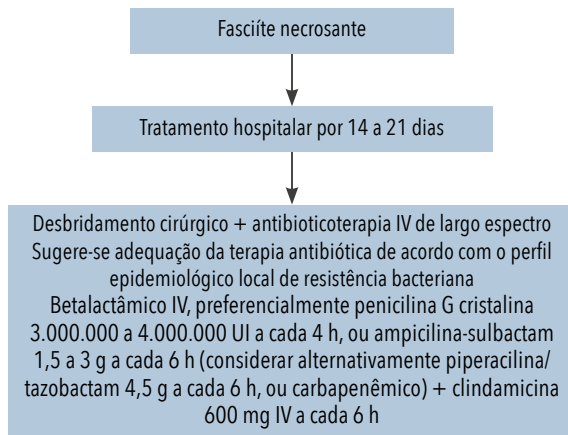 Fasciíte necrosante
Tratamento hospitalar por 14 a 21 dias
Desbridamento cirúrgico + antibioticoterapia IV de largo espectro
Sugere-se adequação da terapia antibiótica de acordo com o perfil
epidemiológico local de resistência bacteriana
Betalactâmico IV, preferencialmente penicilina G cristalina
3.000.000 a 4.000.000 UI a cada 4 h, ou ampicilina-sulbactam
1,5 a 3 g a cada 6 h (considerar alternativamente piperacilina/
tazobactam 4,5 g a cada 6 h, ou carbapenêmico) + clindamicina
600 mg IV a cada 6 h